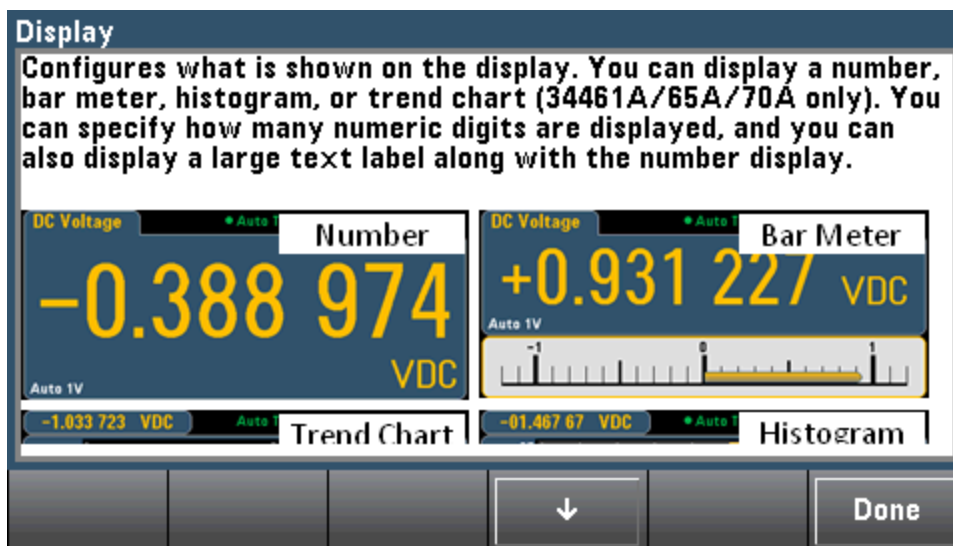 Display
Configures what is shown on the display. You can display a number,
bar meter, histogram, or trend chart (34461A/65A/70A only). You
can specify how many numeric digits are displayed, and you can
also display a large text label along with the number display.
DC Voltage
Auto
Number
-0.388 974
VDC
Auto 1V
DC Voltage
Auto
Bar Meter
+0.931 227 VDC
Auto 1V
-1 0 1
-1.033 723 VDC
Auto
Trend Chart
-01.467 67 VDC
Auto
Histogram
↓
Done